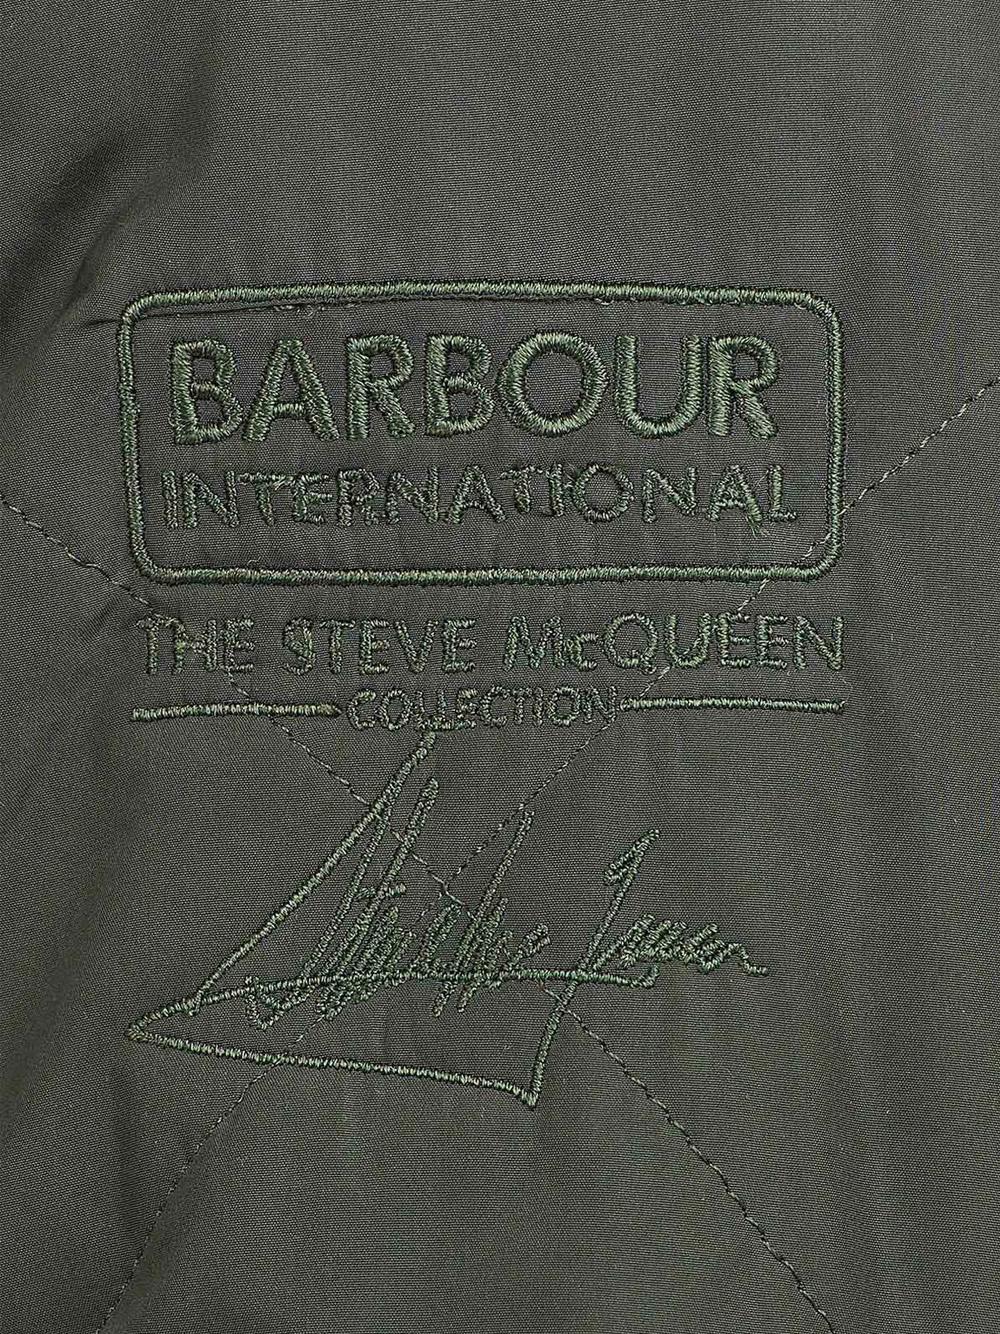 BARBOUR
INTERNATIONAL
THE STEVE McQUEEN
COLLECTION